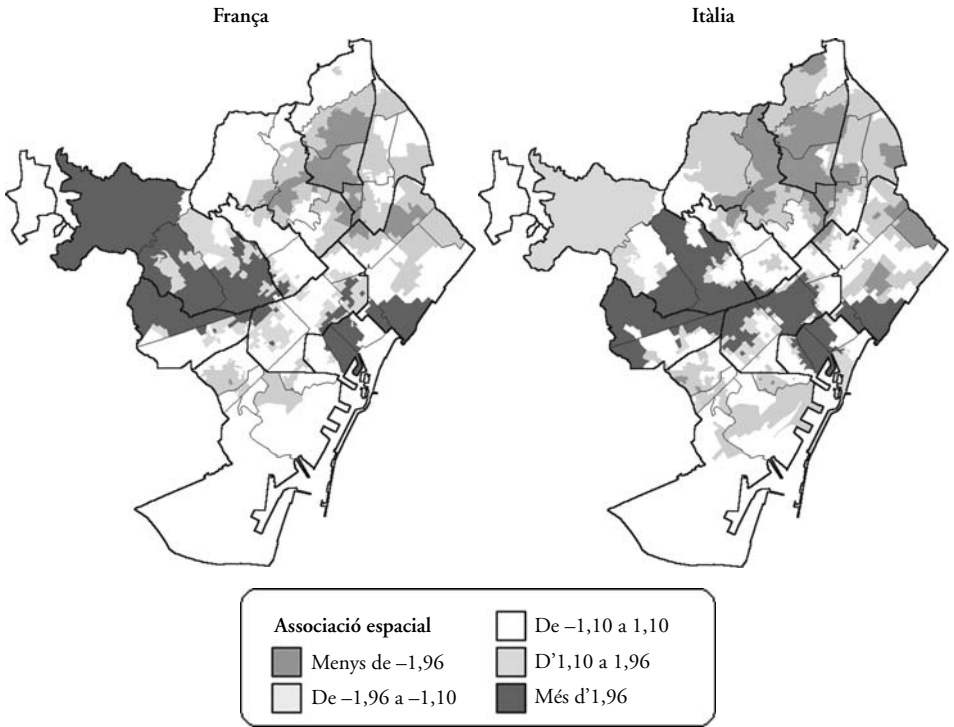 França
Itàlia
Associació espacial
Menys de –1,96
De –1,96 a –1,10
De –1,10 a 1,10
D’1,10 a 1,96
Més d’1,96